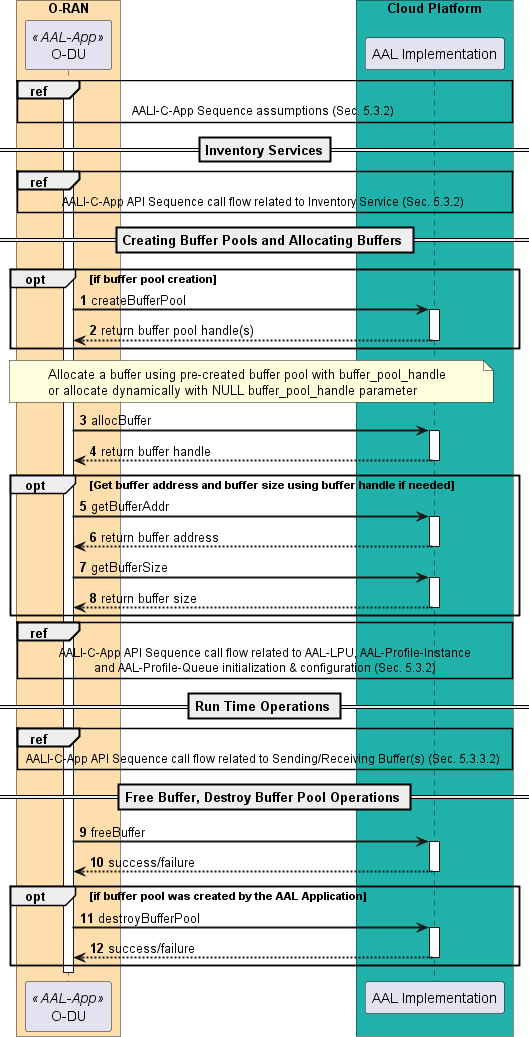 O-RAN
Cloud Platform
« AAL-App»
O-DU
AAL Implementation
ref
AALI-C-App Sequence assumptions (Sec. 5.3.2)
Inventory Services
ref
AALI-C-App API Sequence call flow related to Inventory Service (Sec. 5.3.2)
Creating Buffer Pools and Allocating Buffers
opt
[if buffer pool creation]
1 createBufferPool
2 return buffer pool handle(s)
Allocate a buffer using pre-created buffer pool with buffer_pool_handle
or allocate dynamically with NULL buffer_pool_handle parameter
3 allocBuffer
4 return buffer handle
opt
[Get buffer address and buffer size using buffer handle if needed]
5 getBufferAddr
6 return buffer address
7 getBufferSize
8 return buffer size
ref
AALI-C-App API Sequence call flow related to AAL-LPU, AAL-Profile-Instance
and AAL-Profile-Queue initialization & configuration (Sec. 5.3.2)
Run Time Operations
ref
AALI-C-App API Sequence call flow related to Sending/Receiving Buffer(s) (Sec. 5.3.3.2)
Free Buffer, Destroy Buffer Pool Operations
9 freeBuffer
10 success/failure
opt
[if buffer pool was created by the AAL Application]
11 destroyBufferPool
12 success/failure
« AAL-App»
O-DU
AAL Implementation